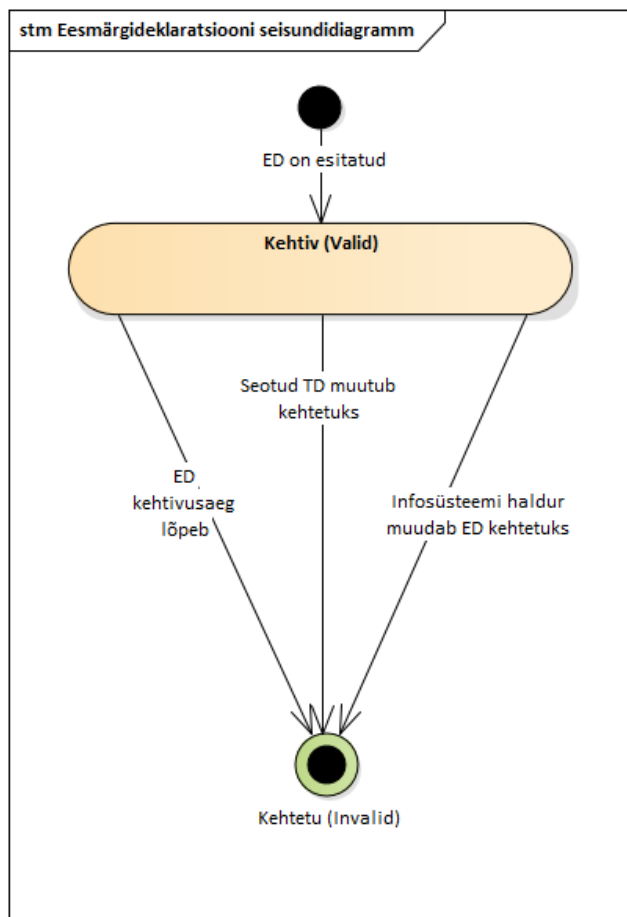 stm Eesmärgideklaratsiooni seisundidiagramm
ED on esitatud
Kehtiv (Valid)
Seotud TD muutub
kehtetuks
ED
kehtivusaeg
lõpeb
Infosüsteemi haldur
muudab ED kehtetuks
Kehtetu (Invalid)